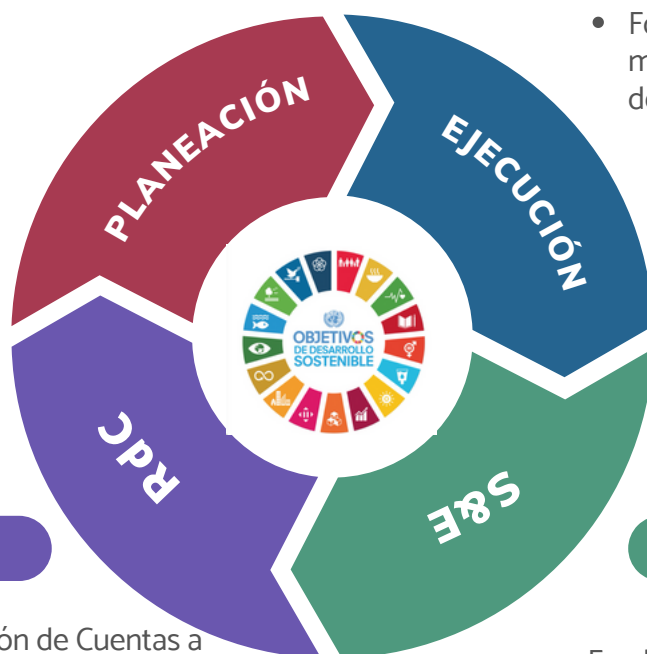 PLANEACIÓN
EJECUCIÓN
OBJETIVOS
DE DESARROLLO
SOSTENIBLE
RdC
S&E
ón de Cuentas a